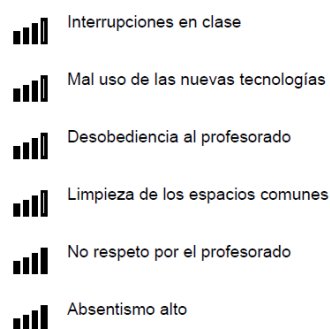 Interrupciones en clase
Mal uso de las nuevas tecnologías
Desobediencia al profesorado
Limpieza de los espacios comunes
No respeto por el profesorado
Absentismo alto